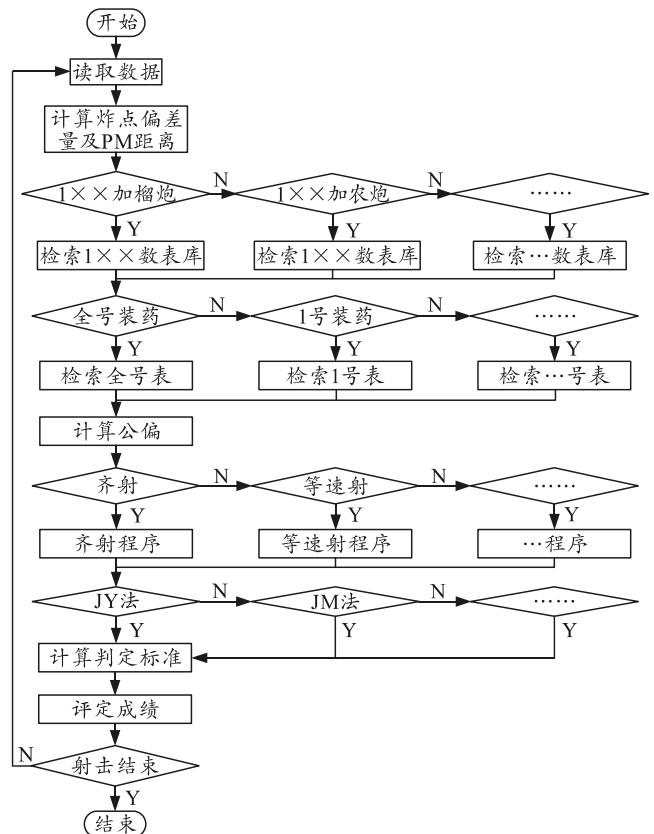 开始
读取数据
计算炸点偏差
量及PM距离
1××加榴炮
N
1××加农炮
N
……
Y
Y
Y
检索1××数表库
检索1××数表库
检索…数表库
全号装药
N
1号装药
N
……
Y
Y
Y
检索全号表
检索1号表
检索…号表
计算公偏
齐射
N
等速射
N
……
Y
Y
Y
齐射程序
等速射程序
…程序
JY法
N
JM法
N
……
Y
Y
Y
计算判定标准
评定成绩
N
射击结束
Y
结束